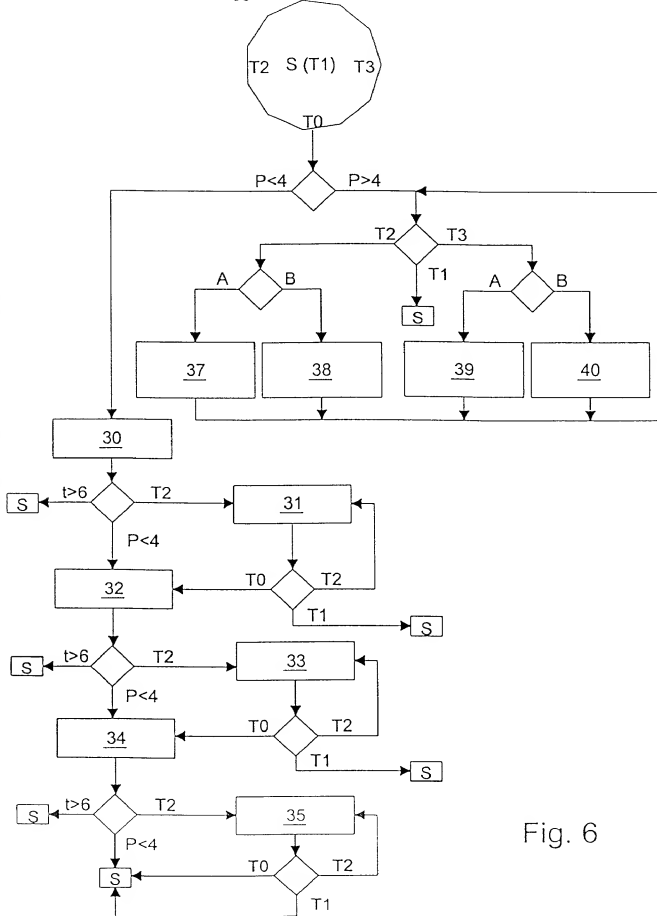 T2 S (T1) T3
T0
P<4 P>4
T2 T3
T1
A B A B
S
37 38 39 40
30
t>6 T2 31
S
P<4
T0 T2
32
T1
S
t>6 T2 33
S
P<4
T0 T2
34
T1
S
t>6 T2 35
S
P<4
T0 T2
S
T1
Fig. 6